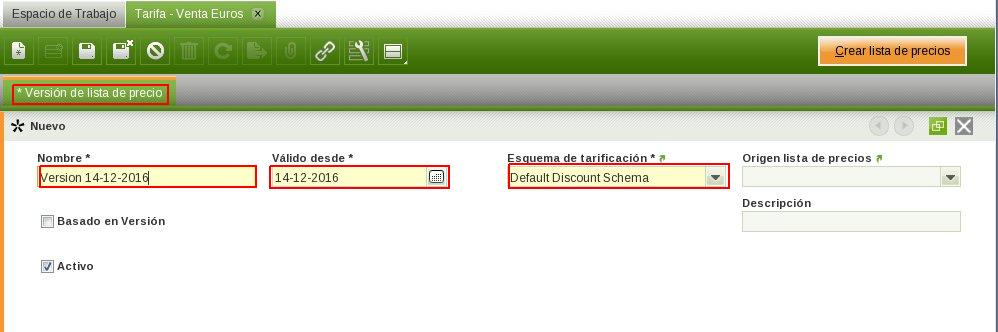 Espacio de Trabajo
Tarifa - Venta Euros
Crear lista de precios
* Versión de lista de precio
Nuevo
Nombre *
Válido desde *
Esquema de tarificación *
Origen lista de precios
Version 14-12-2016
14-12-2016
Default Discount Schema
Descripción
Basado en Versión
Activo